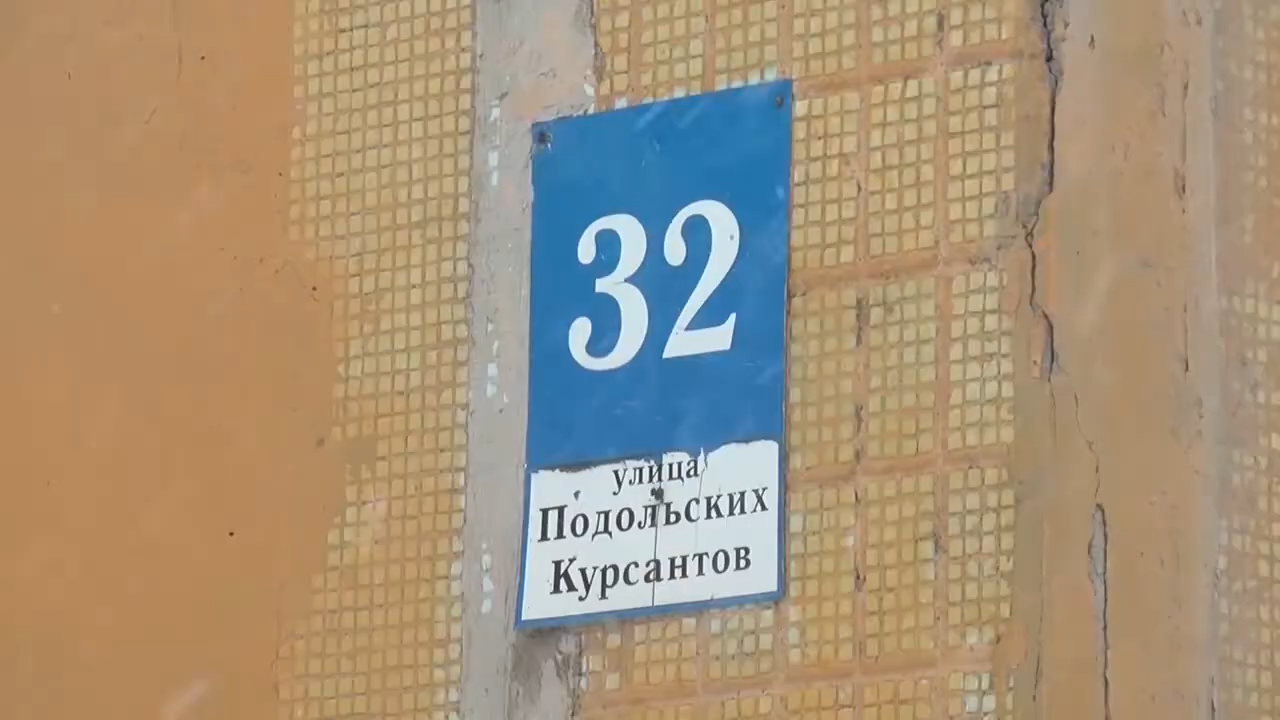 32
улица
Подольских
Курсантов